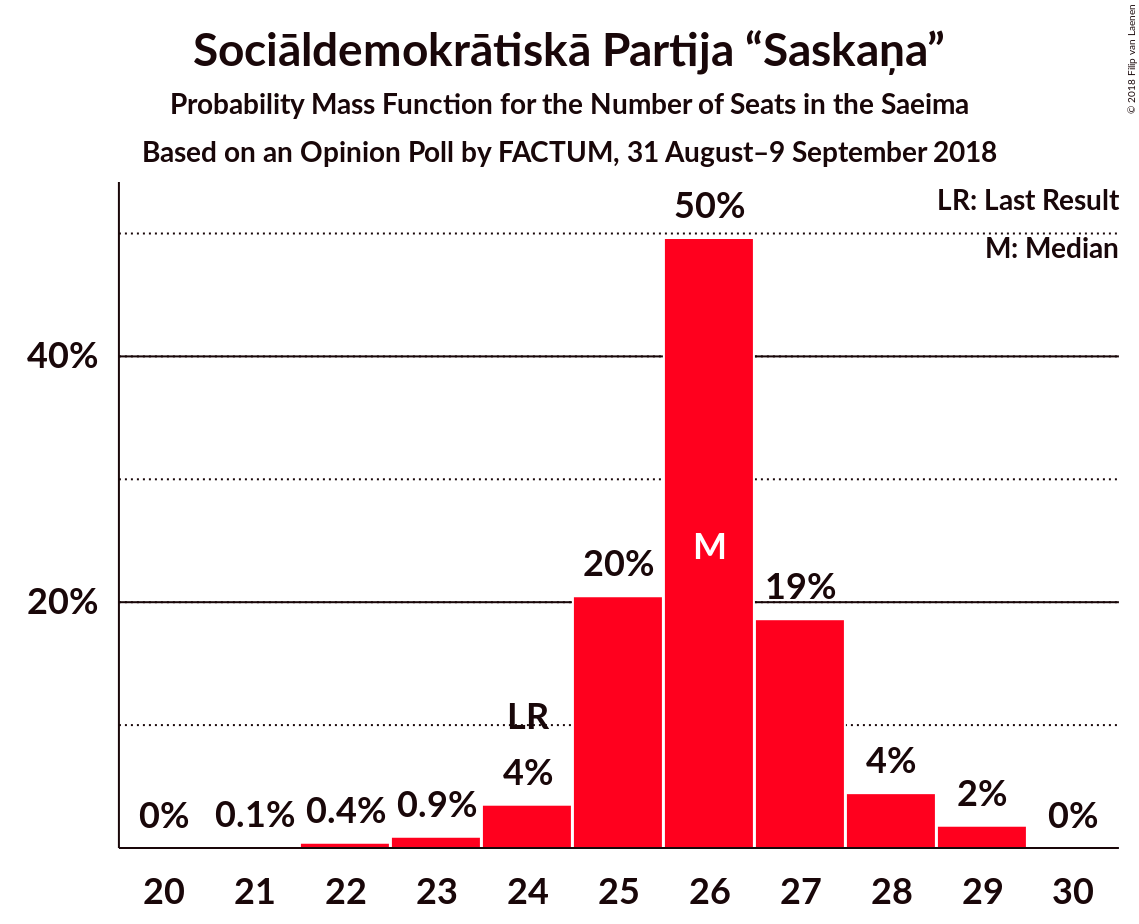 Sociāldemokrātiskā Partija “Saskaņa”
Probability Mass Function for the Number of Seats in the Saeima
Based on an Opinion Poll by FACTUM, 31 August–9 September 2018
© 2018 Filip van Laenen
LR: Last Result
M: Median
50%
40%
M
20%
19%
20%
LR
4%
4%
2%
0%
0.1%
0.4%
0.9%
0%
20 21 22 23 24 25 26 27 28 29 30